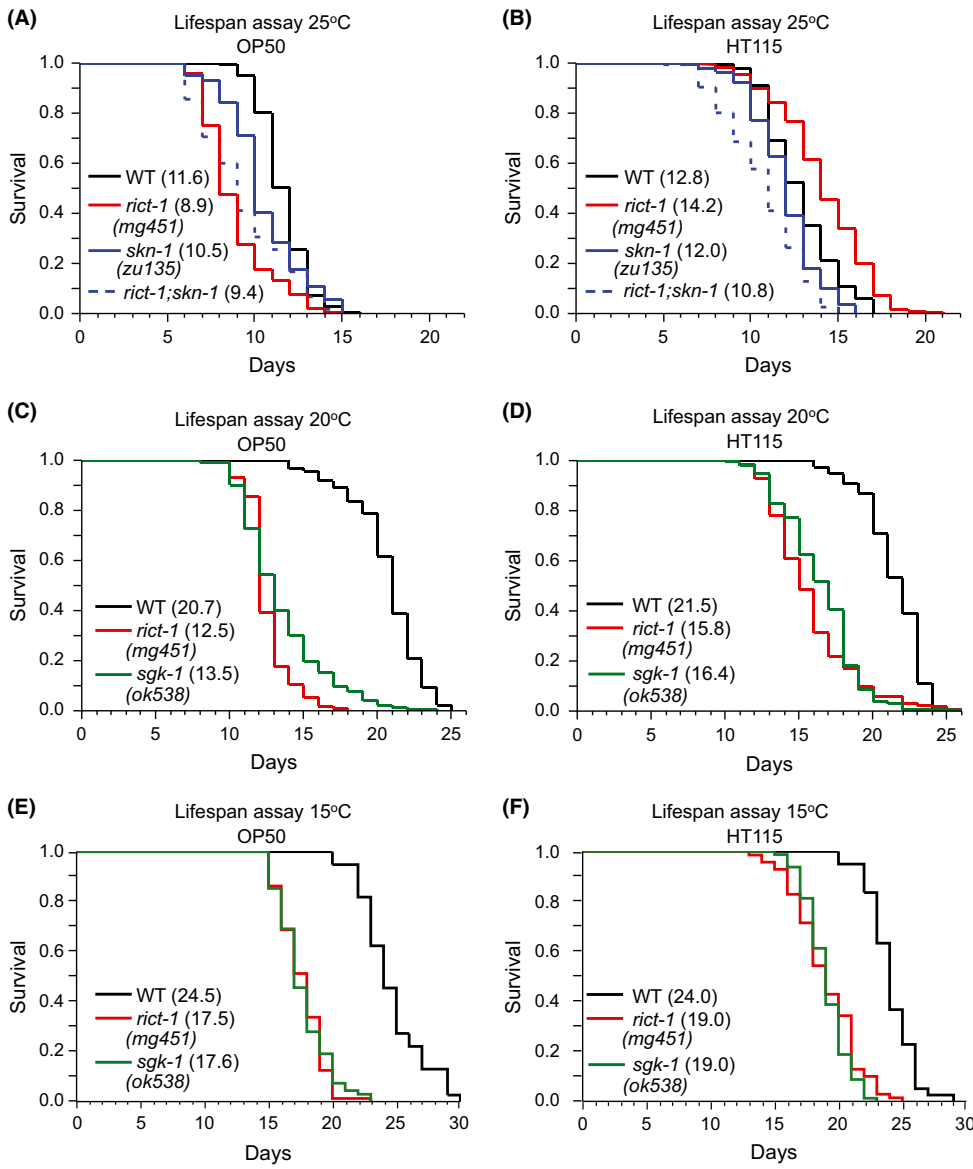 (A)
Lifespan assay 25°C
OP50
Survival
1.0
0.8
0.6
0.4
0.2
0.0
WT (11.6)
rict-1 (8.9)
(mg451)
skn-1 (10.5)
(zu135)
rict-1;skn-1 (9.4)
0 5 10 15 20
Days
(B)
Lifespan assay 25°C
HT115
Survival
1.0
0.8
0.6
0.4
0.2
0.0
WT (12.8)
rict-1 (14.2)
(mg451)
skn-1 (12.0)
(zu135)
rict-1;skn-1 (10.8)
0 5 10 15 20
Days
(C)
Lifespan assay 20°C
OP50
Survival
1.0
0.8
0.6
0.4
0.2
0.0
WT (20.7)
rict-1 (12.5)
(mg451)
sgk-1 (13.5)
(ok538)
0 5 10 15 20 25
Days
(D)
Lifespan assay 20°C
HT115
Survival
1.0
0.8
0.6
0.4
0.2
0.0
WT (21.5)
rict-1 (15.8)
(mg451)
sgk-1 (16.4)
(ok538)
0 5 10 15 20 25
Days
(E)
Lifespan assay 15°C
OP50
Survival
1.0
0.8
0.6
0.4
0.2
0.0
WT (24.5)
rict-1 (17.5)
(mg451)
sgk-1 (17.6)
(ok538)
0 5 10 15 20 25 30
Days
(F)
Lifespan assay 15°C
HT115
Survival
1.0
0.8
0.6
0.4
0.2
0.0
WT (24.0)
rict-1 (19.0)
(mg451)
sgk-1 (19.0)
(ok538)
0 5 10 15 20 25 30
Days